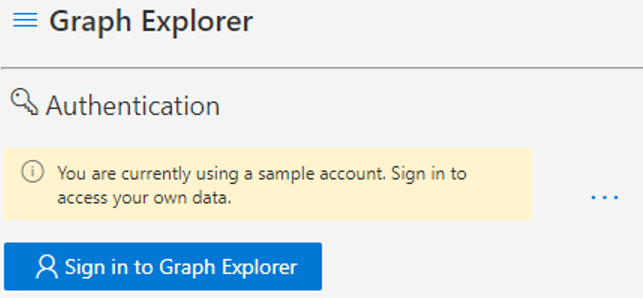 Graph Explorer
Authentication
You are currently using a sample account. Sign in to
access your own data.
Sign in to Graph Explorer